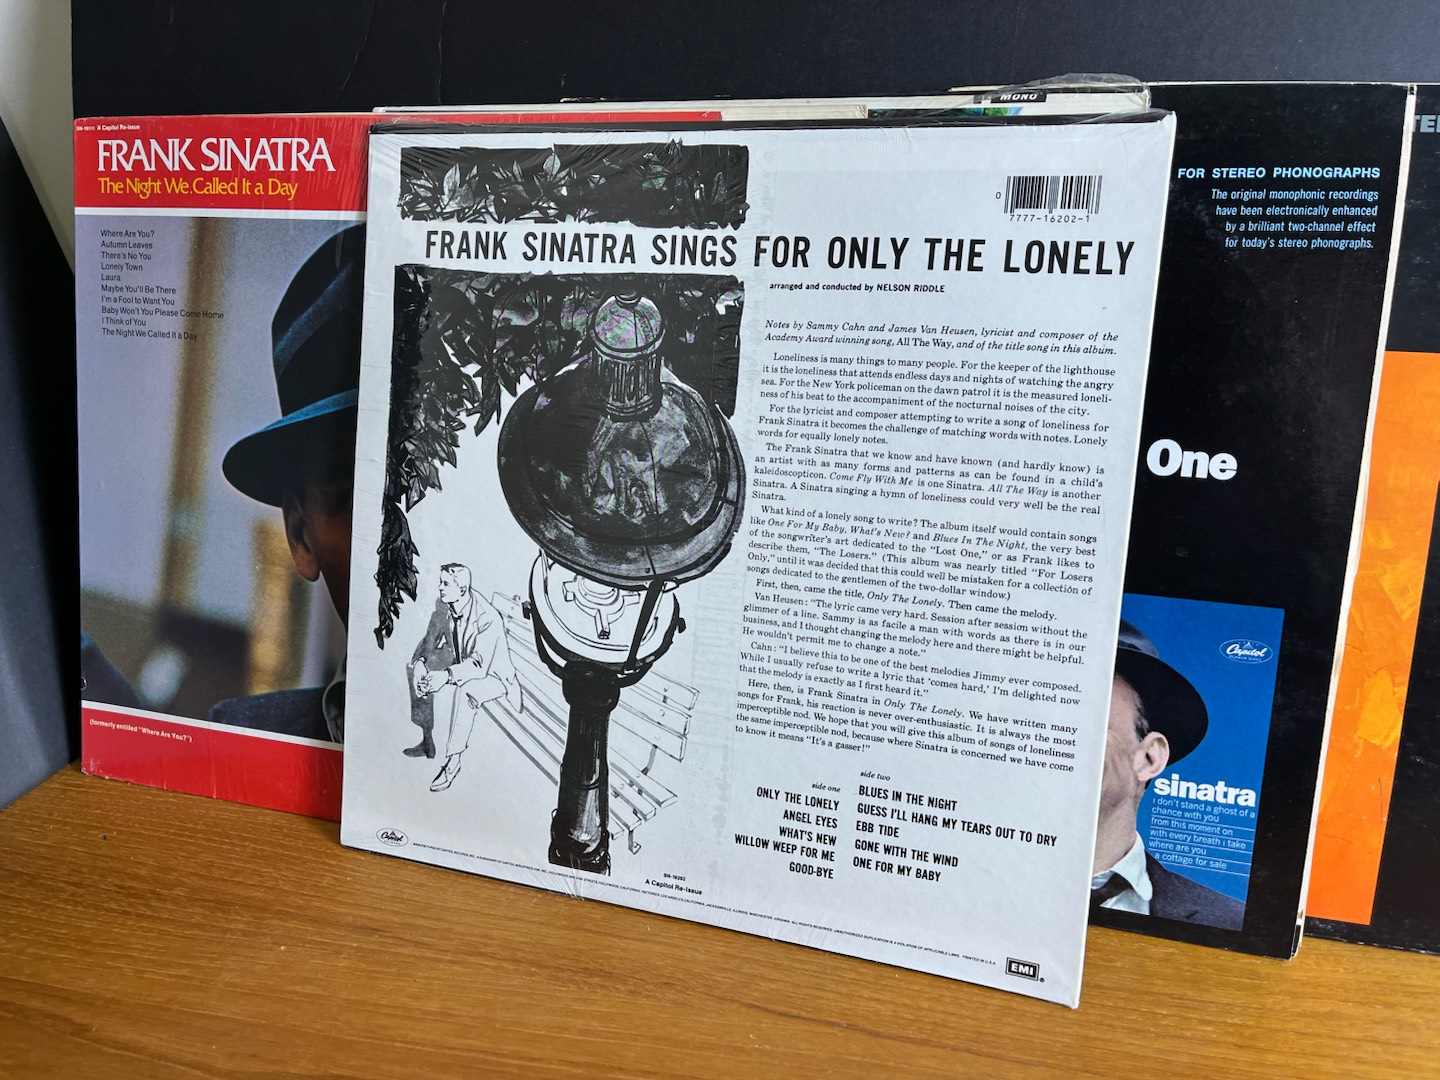 SN-16111 A Capitol Re-Issue
FRANK SINATRA
The Night We Called It a Day
Where Are You?
Autumn Leaves
There's No You
Lonely Town
Laura
Maybe You'll Be There
I'm a Fool to Want You
Baby Won't You Please Come Home
I Think of You
The Night We Called It a Day
(formerly entitled "Where Are You?")
MONO
0
7777-16202-1
FRANK SINATRA SINGS FOR ONLY THE LONELY
arranged and conducted by NELSON RIDDLE
Notes by Sammy Cahn and James Van Heusen, lyricist and composer of the
Academy Award winning song, All The Way, and of the title song in this album.
Loneliness is many things to many people. For the keeper of the lighthouse
it is the loneliness that attends endless days and nights of watching the angry
sea. For the New York policeman on the dawn patrol it is the measured loneli-
ness of his beat to the accompaniment of the nocturnal noises of the city.
For the lyricist and composer attempting to write a song of loneliness for
Frank Sinatra it becomes the challenge of matching words with notes. Lonely
words for equally lonely notes.
The Frank Sinatra that we know and have known (and hardly know) is
an artist with as many forms and patterns as can be found in a child's
kaleidoscopticon. Come Fly With Me is one Sinatra. All The Way is another
Sinatra. A Sinatra singing a hymn of loneliness could very well be the real
Sinatra.
What kind of a lonely song to write? The album itself would contain songs
like One For My Baby, What's New? and Blues In The Night, the very best
of the songwriter's art dedicated to the "Lost One," or as Frank likes to
describe them, "The Losers." (This album was nearly titled "For Losers
Only," until it was decided that this could well be mistaken for a collection of
songs dedicated to the gentlemen of the two-dollar window.)
First, then, came the title, Only The Lonely. Then came the melody.
Van Heusen: "The lyric came very hard. Session after session without the
glimmer of a line. Sammy is as facile a man with words as there is in our
business, and I thought changing the melody here and there might be helpful.
He wouldn't permit me to change a note."
Cahn: "I believe this to be one of the best melodies Jimmy ever composed.
While I usually refuse to write a lyric that 'comes hard,' I'm delighted now
that the melody is exactly as I first heard it."
Here, then, is Frank Sinatra in Only The Lonely. We have written many
songs for Frank, his reaction is never over-enthusiastic. It is always the most
imperceptible nod. We hope that you will give this album of songs of loneliness
the same imperceptible nod, because where Sinatra is concerned we have come
to know it means "It's a gasser!"
side one
ONLY THE LONELY
ANGEL EYES
WHAT'S NEW
WILLOW WEEP FOR ME
GOOD-BYE
side two
BLUES IN THE NIGHT
GUESS I'LL HANG MY TEARS OUT TO DRY
EBB TIDE
GONE WITH THE WIND
ONE FOR MY BABY
Capitol
SN-16202
A Capitol Re-Issue
EMI
FOR STEREO PHONOGRAPHS
The original monophonic recordings
have been electronically enhanced
by a brilliant two-channel effect
for today's stereo phonographs.
One
Capitol
sinatra
i don't stand a ghost of a
chance with you
from this moment on
with every breath i take
where are you
a cottage for sale